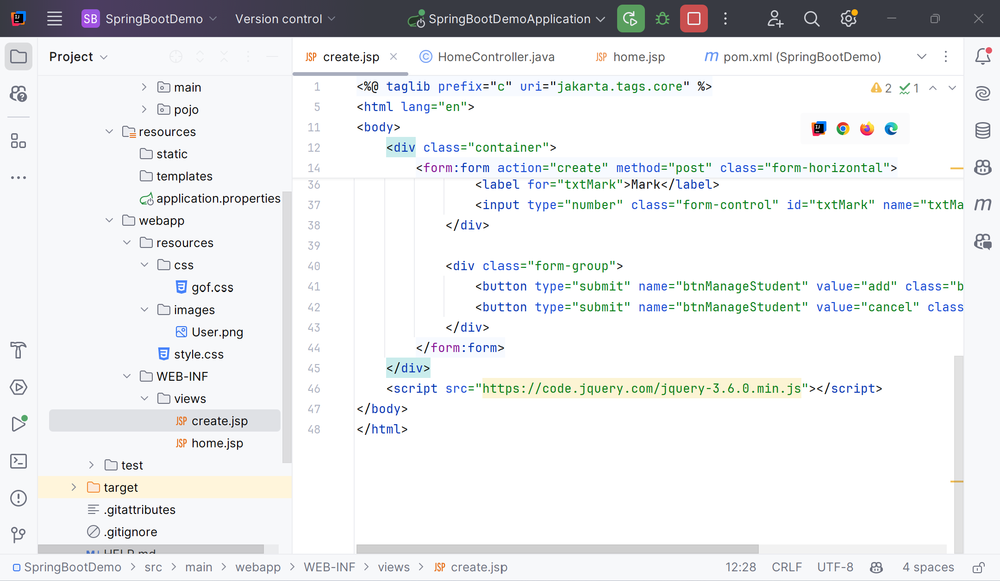 SB SpringBootDemo Version control SpringBootDemoApplication
Project
main
pojo
resources
static
templates
application.properties
webapp
resources
css
gof.css
images
User.png
style.css
WEB-INF
views
JSP create.jsp
JSP home.jsp
test
target
.gitattributes
.gitignore
HELP.md
JSP create.jsp C HomeController.java JSP home.jsp m pom.xml (SpringBootDemo)
2 1
1 <%@ taglib prefix="c" uri="jakarta.tags.core" %>
5 <html lang="en">
11 <body>
12 <div class="container">
14 <form:form action="create" method="post" class="form-horizontal">
36 <label for="txtMark">Mark</label>
37 <input type="number" class="form-control" id="txtMark" name="txtMa
38 </div>
39
40 <div class="form-group">
41 <button type="submit" name="btnManageStudent" value="add" class="b
42 <button type="submit" name="btnManageStudent" value="cancel" class
43 </div>
44 </form:form>
45 </div>
46 <script src="https://code.jquery.com/jquery-3.6.0.min.js"></script>
47 </body>
48 </html>
SpringBootDemo > src > main > webapp > WEB-INF > views > JSP create.jsp 12:28 CRLF UTF-8 4 spaces